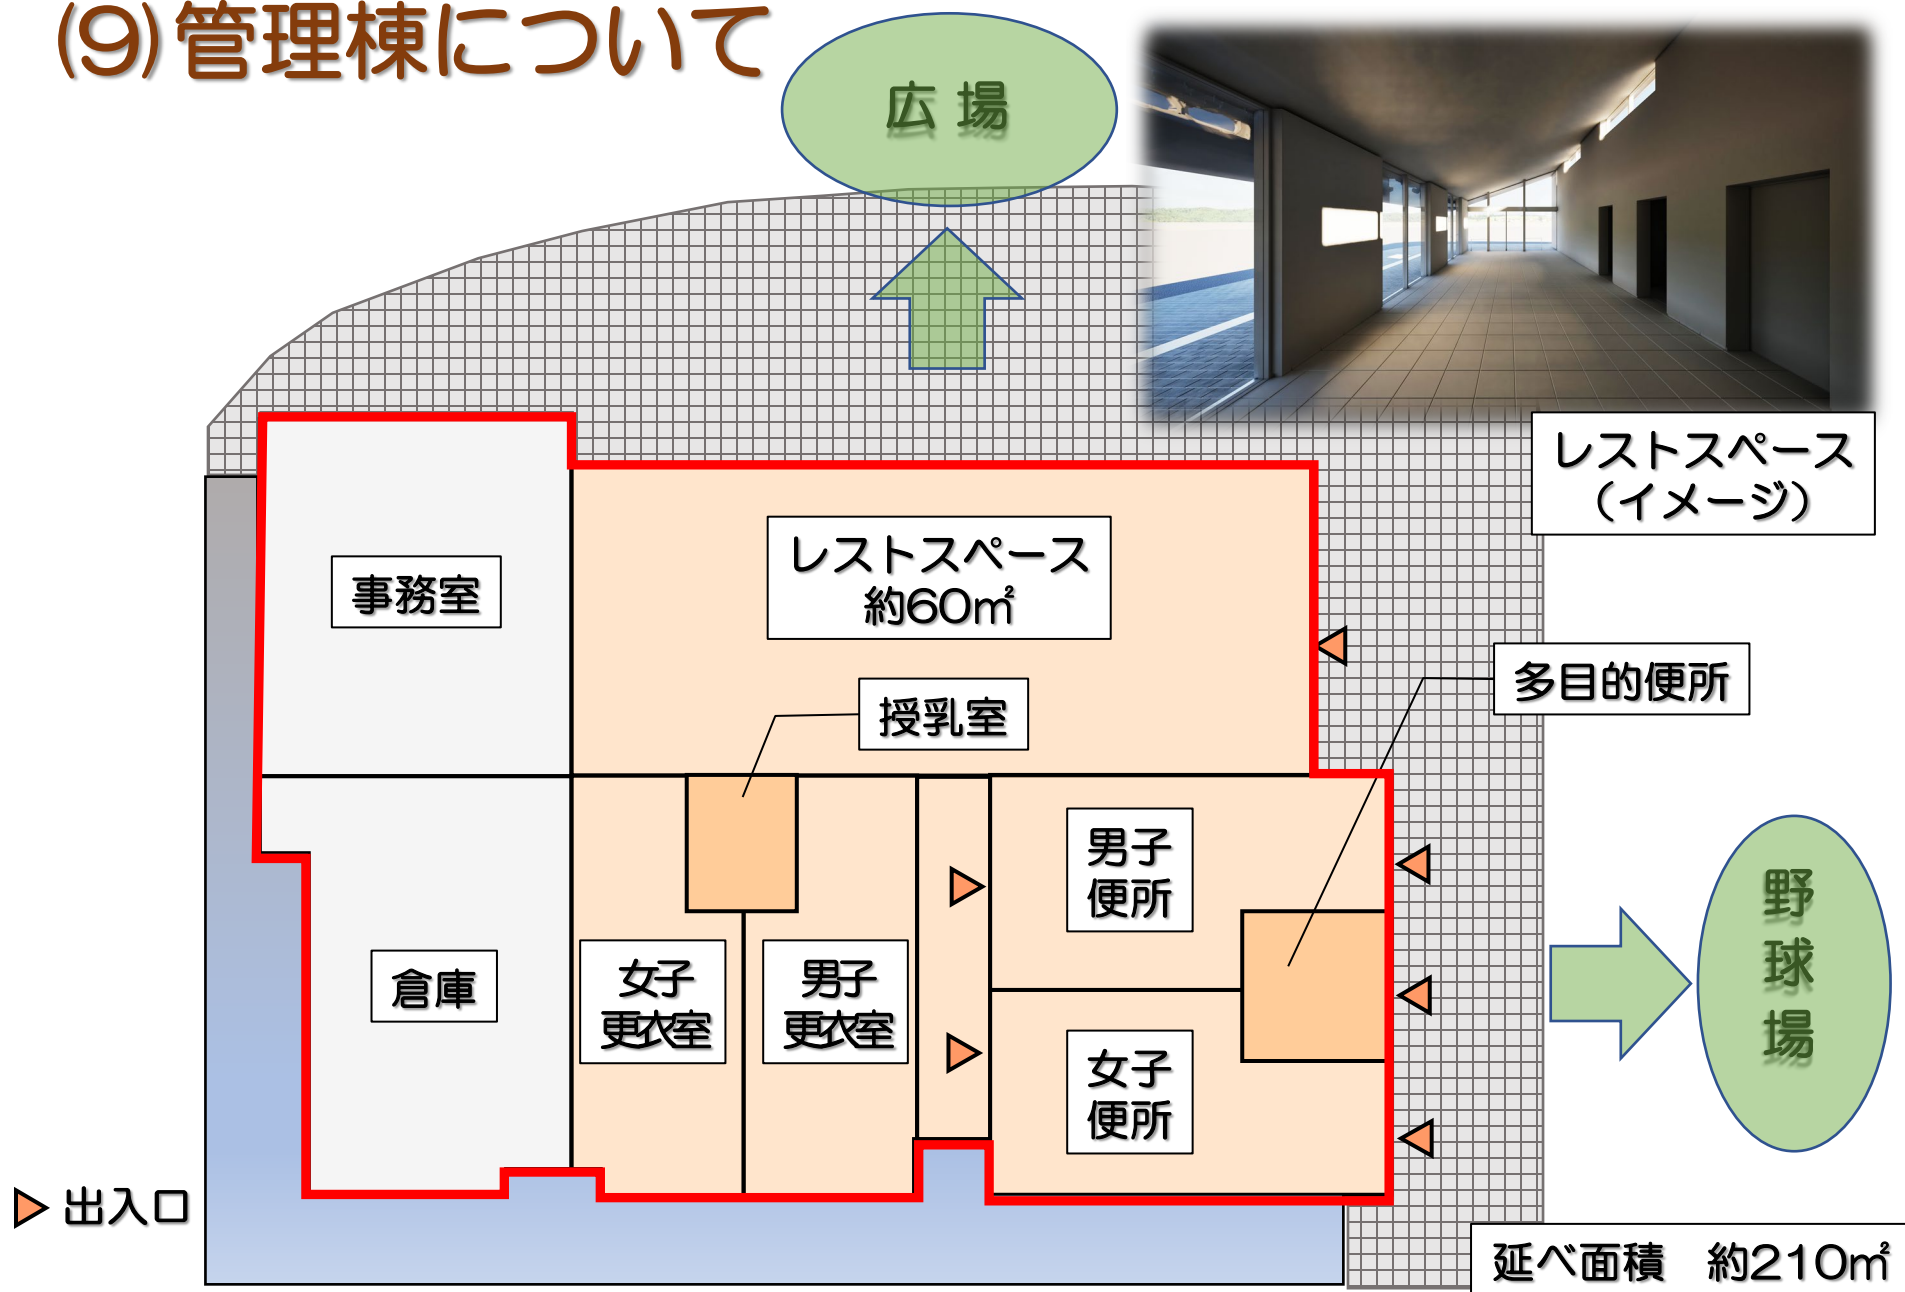 (9)管理棟について
広 場
レストスペース
(イメージ)
レストスペース
約60㎡
事務室
多目的便所
授乳室
男子
便所
野
球
場
倉庫
女子
更衣室
男子
更衣室
女子
便所
出入口
延べ面積　約210㎡